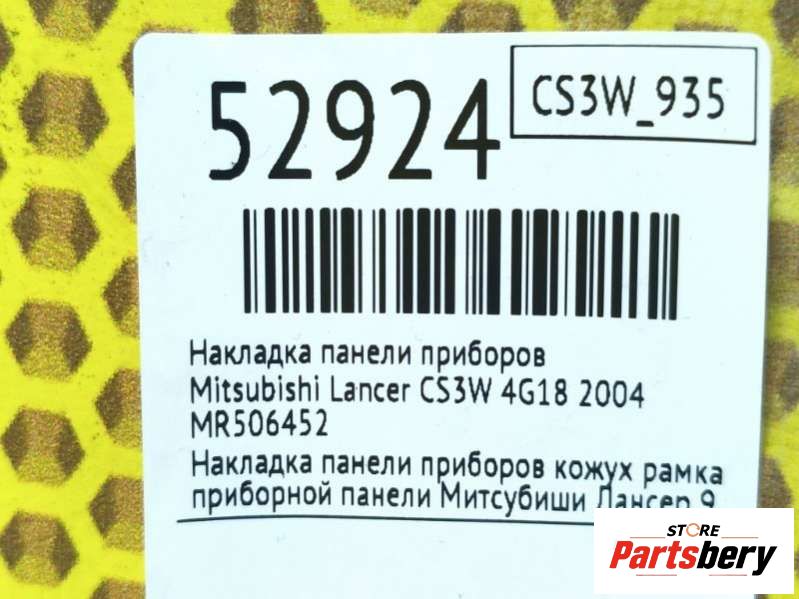 52924
CS3W_935
Накладка панели приборов
Mitsubishi Lancer CS3W 4G18 2004
MR506452
Накладка панели приборов кожух рамка
приборной панели Митсубиши Лансер 9
STORE
Partsbery